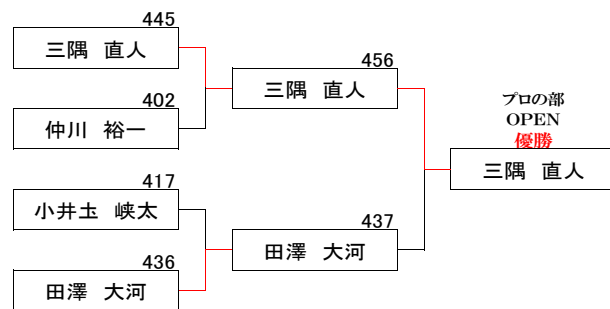 445
三隅 直人
402
仲川 裕一
417
小井圡 峡太
436
田澤 大河
456
三隅 直人
437
田澤 大河
プロの部
OPEN
優勝
三隅 直人